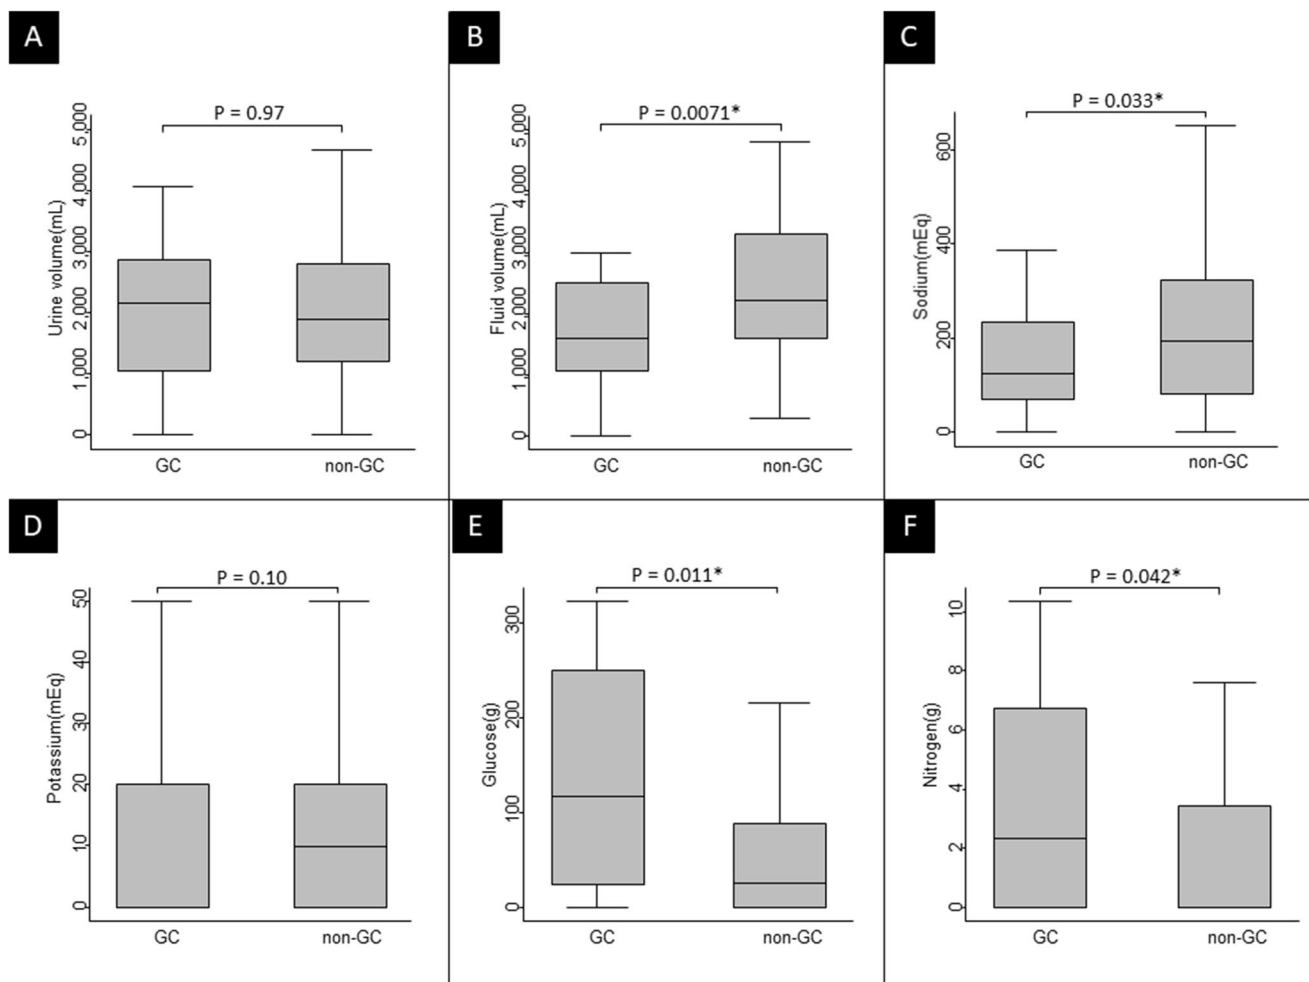 A
P = 0.97
Urine volume(mL)
5,000
4,000
3,000
2,000
1,000
0
GC
non-GC
B
P = 0.0071*
Fluid volume(mL)
5,000
4,000
3,000
2,000
1,000
0
GC
non-GC
C
P = 0.033*
Sodium(mEq)
600
400
200
0
GC
non-GC
D
P = 0.10
Potassium(mEq)
50
40
30
20
10
0
GC
non-GC
E
P = 0.011*
Glucose(g)
300
200
100
0
GC
non-GC
F
P = 0.042*
Nitrogen(g)
10
8
6
4
2
0
GC
non-GC